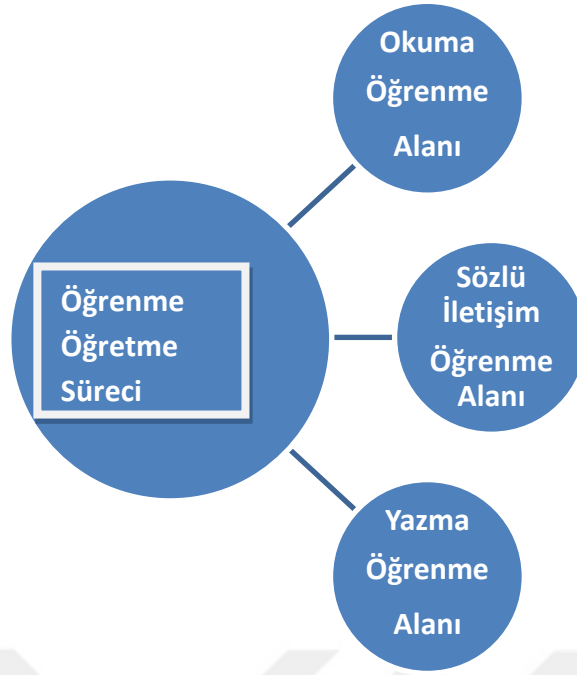 Okuma
Öğrenme
Alanı
Öğrenme
Öğretme
Süreci
Sözlü
İletişim
Öğrenme
Alanı
Yazma
Öğrenme
Alanı